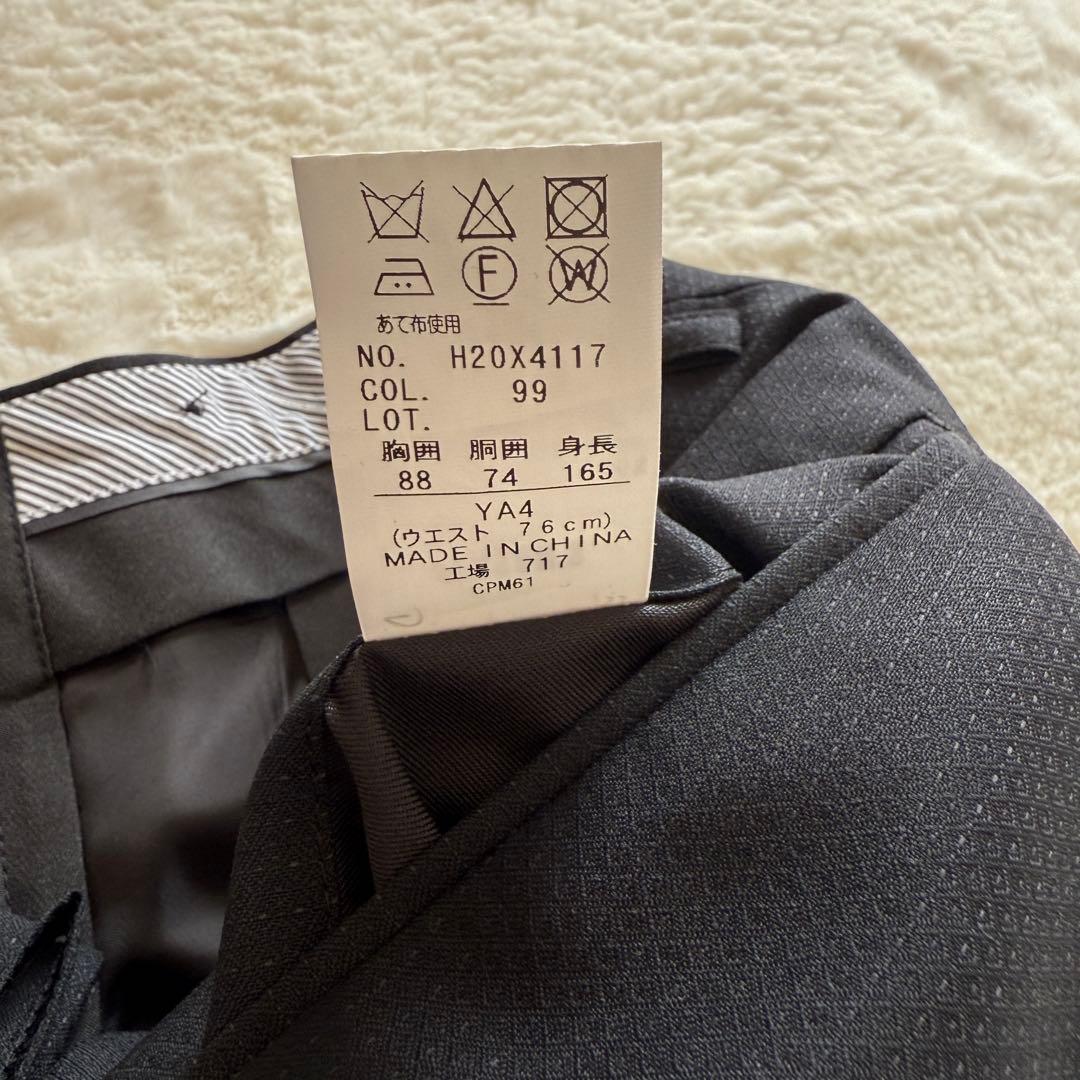 F W
あて布使用
NO. H20X4117
COL. 99
LOT.
胸囲 胴囲 身長
88 74 165
YA4
(ウエスト 76cm)
MADE IN CHINA
工場 717
CPM61